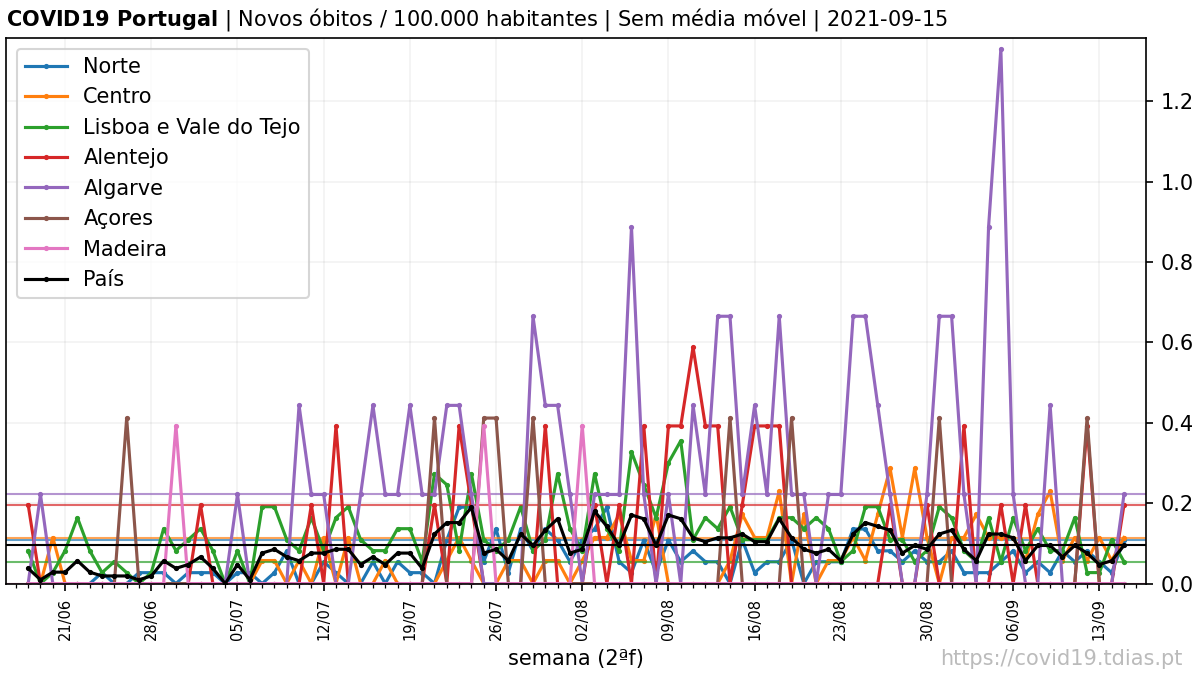 COVID19 Portugal | Novos óbitos / 100.000 habitantes | Sem média móvel | 2021-09-15
Norte
Centro
Lisboa e Vale do Tejo
Alentejo
Algarve
Açores
Madeira
País
1.2
1.0
0.8
0.6
0.4
0.2
0.0
21/06 28/06 05/07 12/07 19/07 26/07 02/08 09/08 16/08 23/08 30/08 06/09 13/09
semana (2ªf)
https://covid19.tdias.pt